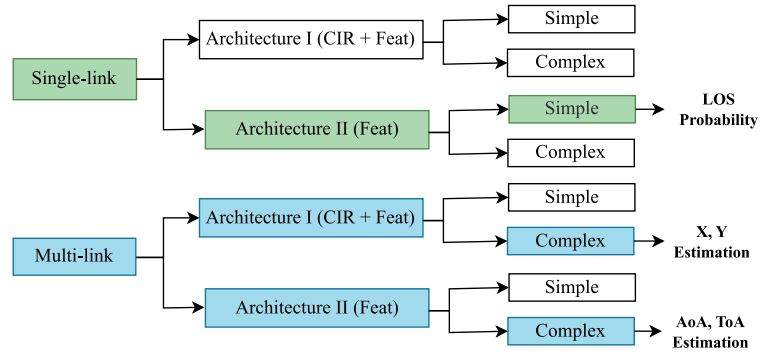 Single-link
Architecture I (CIR + Feat)
Simple
Complex
Architecture II (Feat)
Simple
Complex
LOS
Probability
Multi-link
Architecture I (CIR + Feat)
Simple
Complex
X, Y
Estimation
Architecture II (Feat)
Simple
Complex
AoA, ToA
Estimation